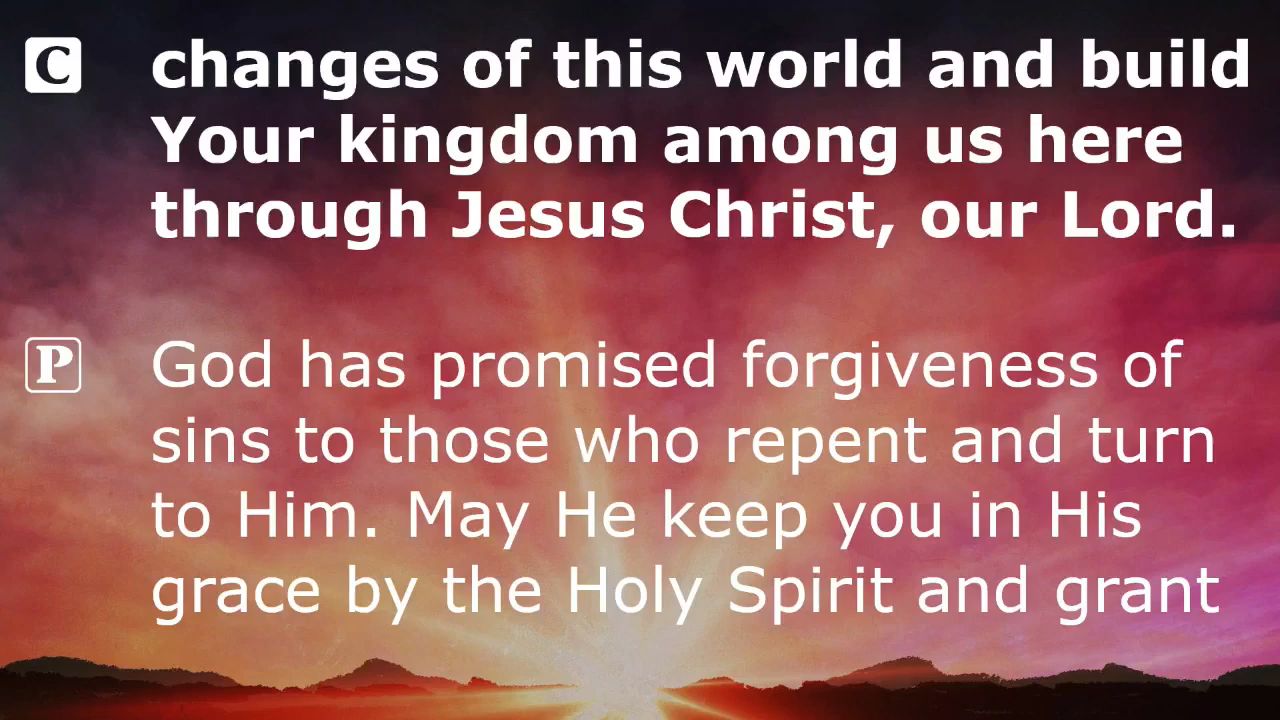 C changes of this world and build
Your kingdom among us here
through Jesus Christ, our Lord.
P God has promised forgiveness of
sins to those who repent and turn
to Him. May He keep you in His
grace by the Holy Spirit and grant